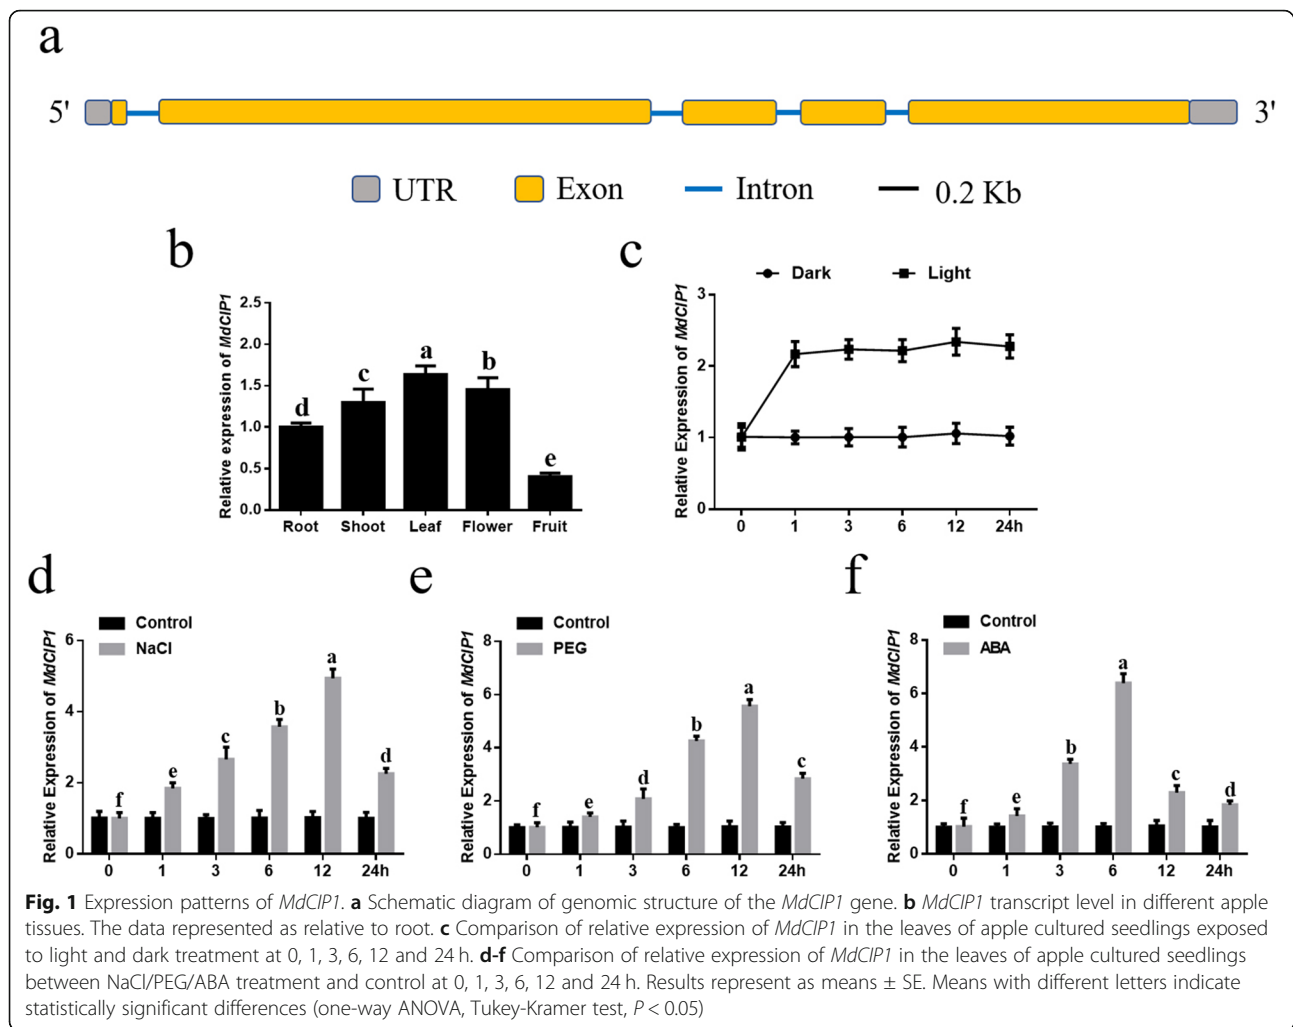 a
5' 3'
UTR Exon Intron 0.2 Kb
b
Relative expression of MdCIP1
2.5
2.0
1.5
1.0
0.5
0.0
d c a b e
Root Shoot Leaf Flower Fruit
c
Dark Light
Relative Expression of MdCIP1
3
2
1
0
0 1 3 6 12 24h
d
Control
NaCl
Relative Expression of MdCIP1
6
4
2
0
f e c b a d
0 1 3 6 12 24h
e
Control
PEG
Relative Expression of MdCIP1
8
6
4
2
0
f e d b a c
0 1 3 6 12 24h
f
Control
ABA
Relative Expression of MdCIP1
8
6
4
2
0
f e b a c d
0 1 3 6 12 24h
Fig. 1 Expression patterns of MdCIP1. a Schematic diagram of genomic structure of the MdCIP1 gene. b MdCIP1 transcript level in different apple
tissues. The data represented as relative to root. c Comparison of relative expression of MdCIP1 in the leaves of apple cultured seedlings exposed
to light and dark treatment at 0, 1, 3, 6, 12 and 24 h. d-f Comparison of relative expression of MdCIP1 in the leaves of apple cultured seedlings
between NaCl/PEG/ABA treatment and control at 0, 1, 3, 6, 12 and 24 h. Results represent as means ± SE. Means with different letters indicate
statistically significant differences (one-way ANOVA, Tukey-Kramer test, P < 0.05)